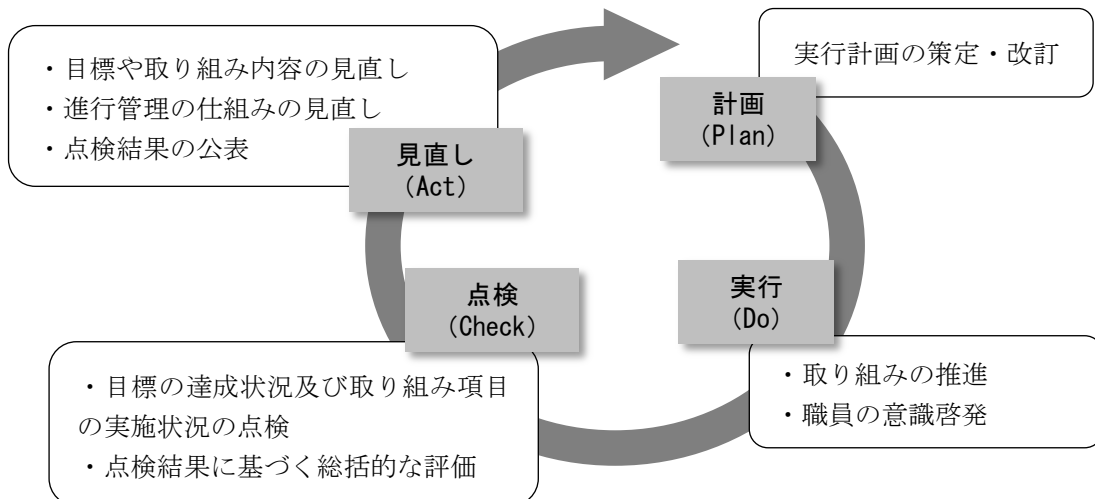 実行計画の策定・改訂
計画
(Plan)
実行
(Do)
・取り組みの推進
・職員の意識啓発
点検
(Check)
・目標の達成状況及び取り組み項目
の実施状況の点検
・点検結果に基づく総括的な評価
見直し
(Act)
・目標や取り組み内容の見直し
・進行管理の仕組みの見直し
・点検結果の公表